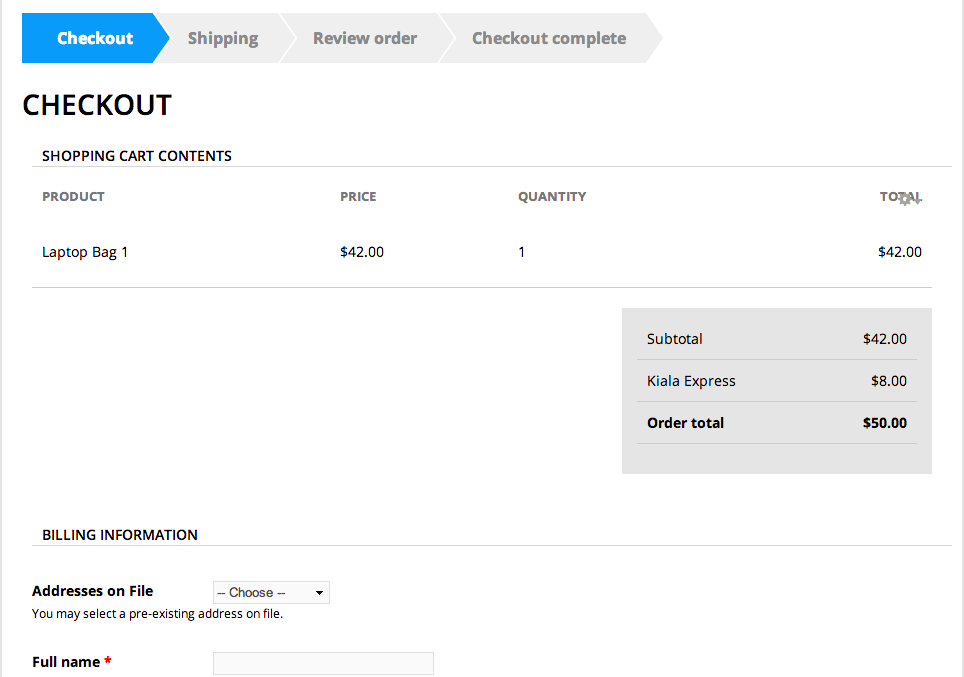 Checkout Shipping Review order Checkout complete
CHECKOUT
SHOPPING CART CONTENTS
PRODUCT PRICE QUANTITY TOTAL
Laptop Bag 1 $42.00 1 $42.00
Subtotal $42.00
Kiala Express $8.00
Order total $50.00
BILLING INFORMATION
Addresses on File -- Choose --
You may select a pre-existing address on file.
Full name *